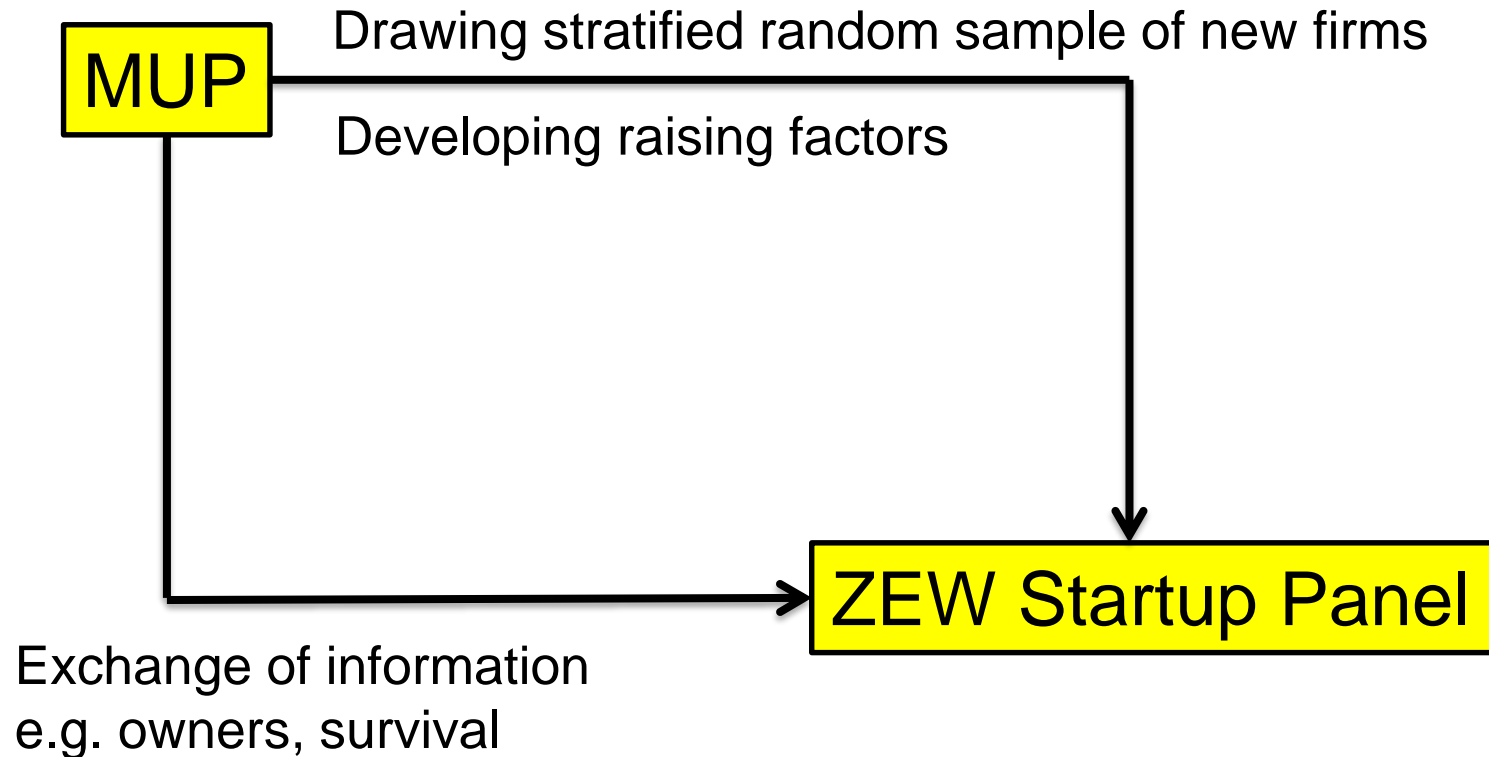 Drawing stratified random sample of new firms
MUP
Developing raising factors
ZEW Startup Panel
Exchange of information
e.g. owners, survival